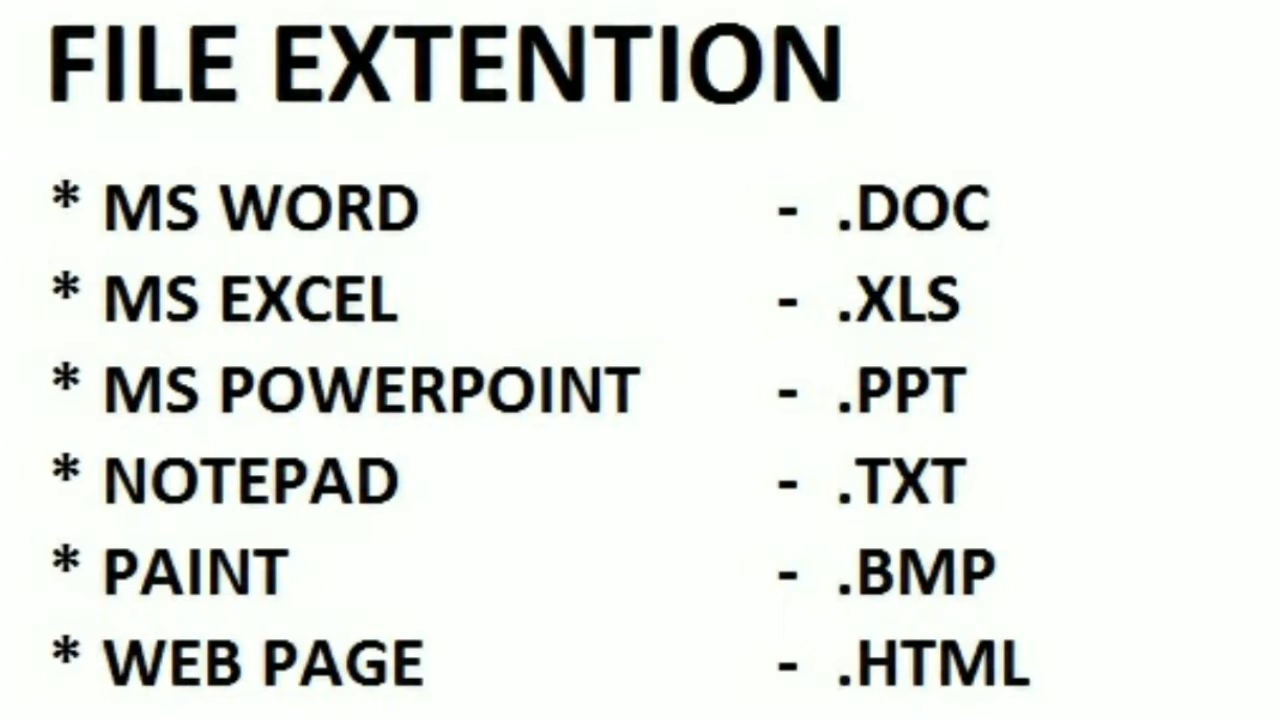 FILE EXTENTION
* MS WORD - .DOC
* MS EXCEL - .XLS
* MS POWERPOINT - .PPT
* NOTEPAD - .TXT
* PAINT - .BMP
* WEB PAGE - .HTML